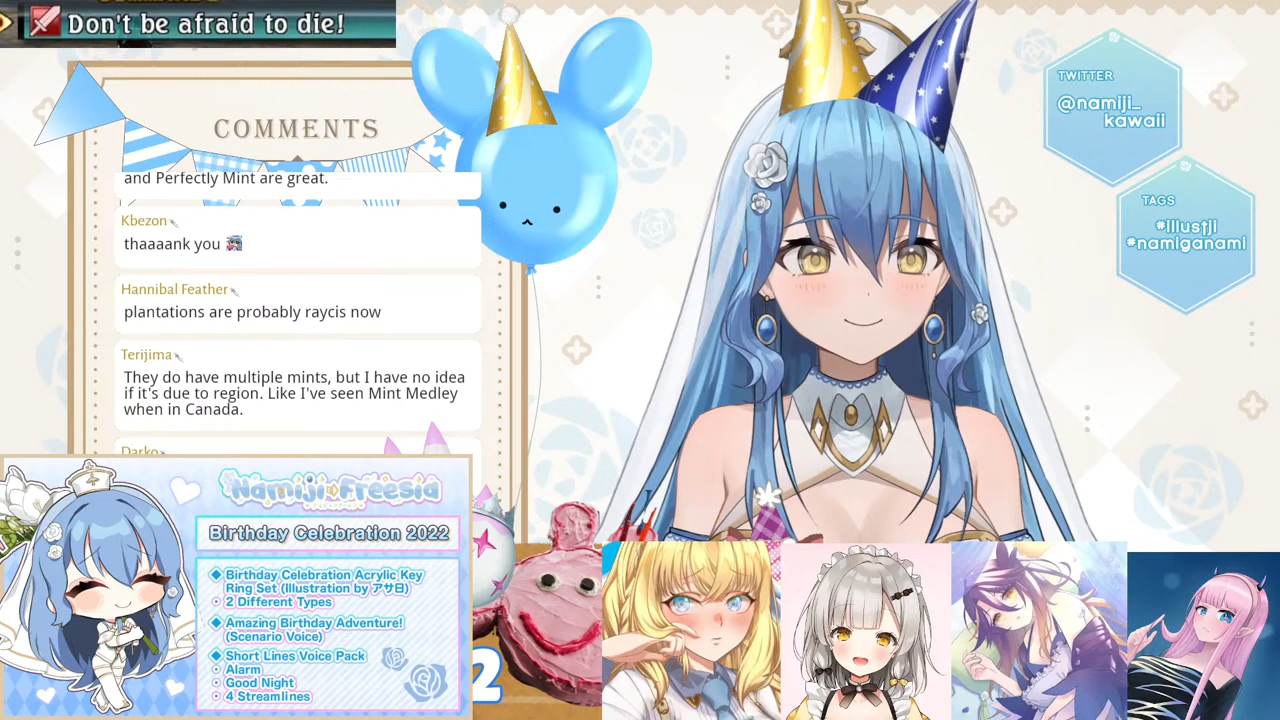 Don't be afraid to die!
COMMENTS
and Perfectly Mint are great.
Kbezon
thaaaank you
Hannibal Feather
plantations are probably raycis now
Terijima
They do have multiple mints, but I have no idea
if it's due to region. Like I've seen Mint Medley
when in Canada.
Darko
TWITTER
@namiji_
kawaii
TAGS
#illustji
#namiganami
Namiji Freesia
Birthday Celebration 2022
◆ Birthday Celebration Acrylic Key
Ring Set (Illustration by アサ日)
• 2 Different Types
◆ Amazing Birthday Adventure!
(Scenario Voice)
◆ Short Lines Voice Pack
• Alarm
• Good Night
• 4 Streamlines
2